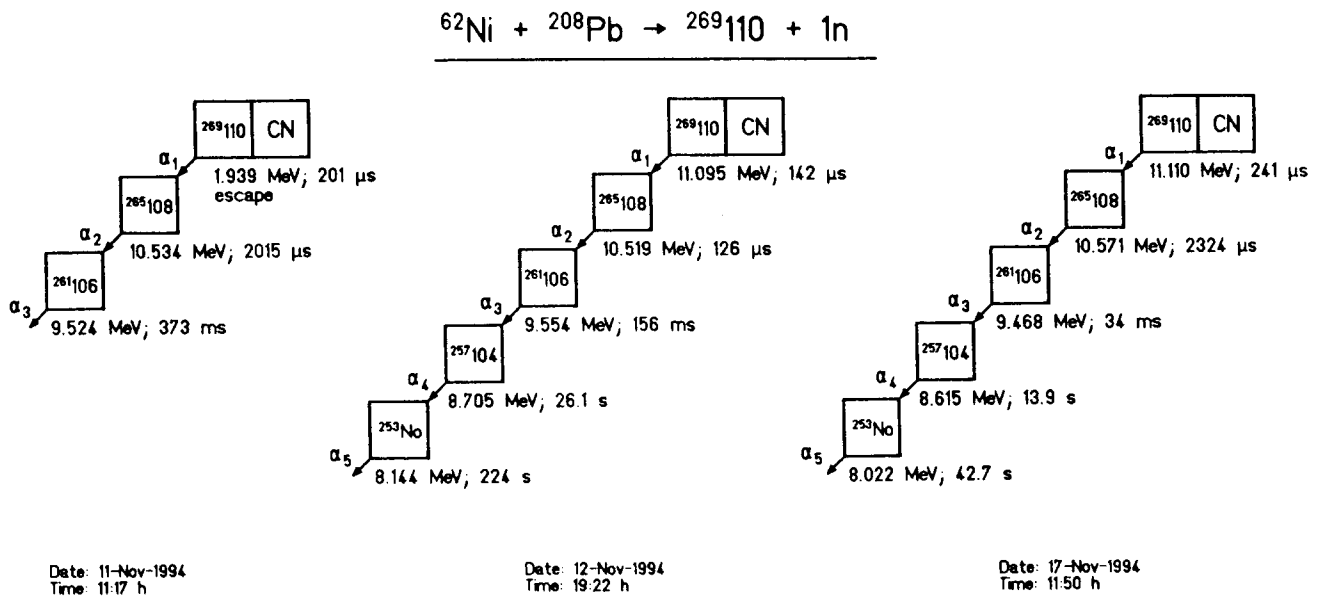 ⁶²Ni + ²⁰⁸Pb → ²⁶⁹110 + 1n
²⁶⁹110 CN
α₁
1.939 MeV; 201 µs
escape
²⁶⁵108
α₂
10.534 MeV; 2015 µs
²⁶¹106
α₃
9.524 MeV; 373 ms
Date: 11-Nov-1994
Time: 11:17 h
²⁶⁹110 CN
α₁
11.095 MeV; 142 µs
²⁶⁵108
α₂
10.519 MeV; 126 µs
²⁶¹106
α₃
9.554 MeV; 156 ms
²⁵⁷104
α₄
8.705 MeV; 26.1 s
²⁵³No
α₅
8.144 MeV; 224 s
Date: 12-Nov-1994
Time: 19:22 h
²⁶⁹110 CN
α₁
11.110 MeV; 241 µs
²⁶⁵108
α₂
10.571 MeV; 2324 µs
²⁶¹106
α₃
9.468 MeV; 34 ms
²⁵⁷104
α₄
8.615 MeV; 13.9 s
²⁵³No
α₅
8.022 MeV; 42.7 s
Date: 17-Nov-1994
Time: 11:50 h